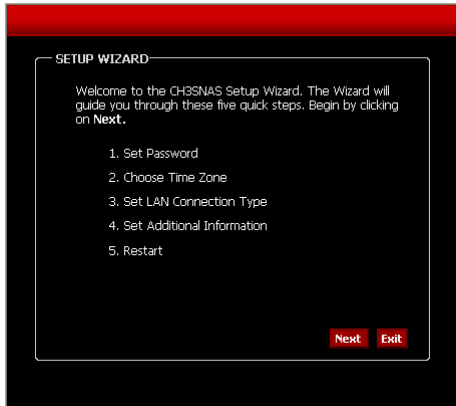 SETUP WIZARD
Welcome to the CH3SNAS Setup Wizard. The Wizard will
guide you through these five quick steps. Begin by clicking
on Next.
1. Set Password
2. Choose Time Zone
3. Set LAN Connection Type
4. Set Additional Information
5. Restart
Next Exit